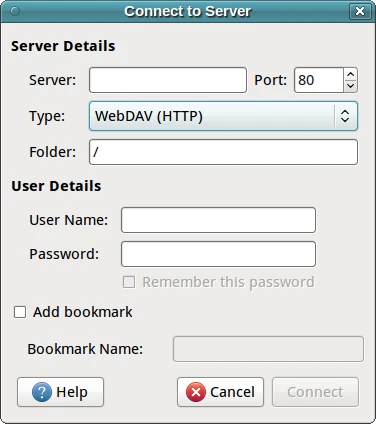 Connect to Server
Server Details
Server: Port: 80
Type: WebDAV (HTTP)
Folder: /
User Details
User Name:
Password:
Remember this password
Add bookmark
Bookmark Name:
Help Cancel Connect